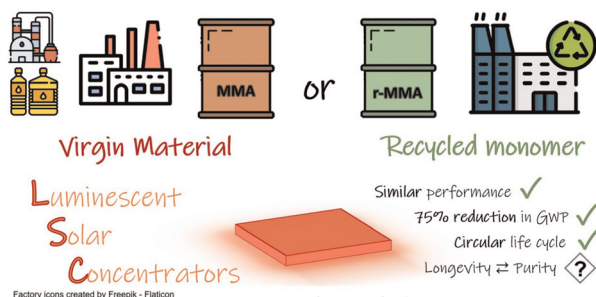 MMA
or
r-MMA
Virgin Material
Recycled monomer
Luminescent
Solar
Concentrators
Similar performance
75% reduction in GWP
Circular life cycle
Longevity ⇄ Purity ?
Factory icons created by Freepik - Flaticon